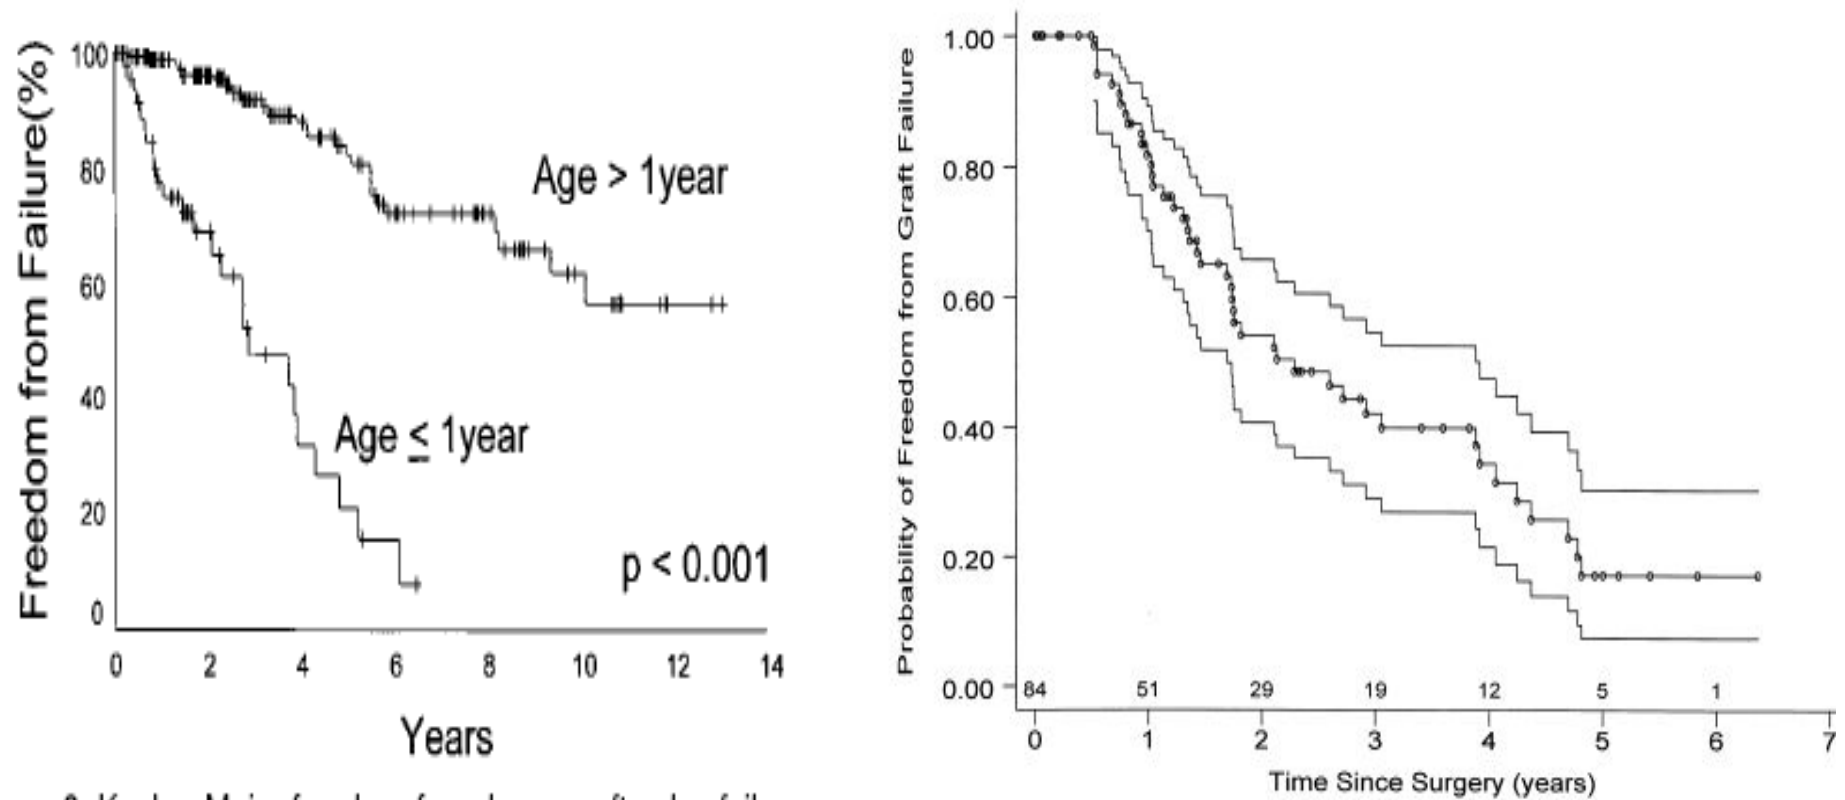 Freedom from Failure(%)
100
80
60
40
20
0
Age > 1year
Age ≤ 1year
p < 0.001
0 2 4 6 8 10 12 14
Years
Probability of Freedom from Graft Failure
1.00
0.80
0.60
0.40
0.20
0.00
84 51 29 19 12 5 1
0 1 2 3 4 5 6 7
Time Since Surgery (years)